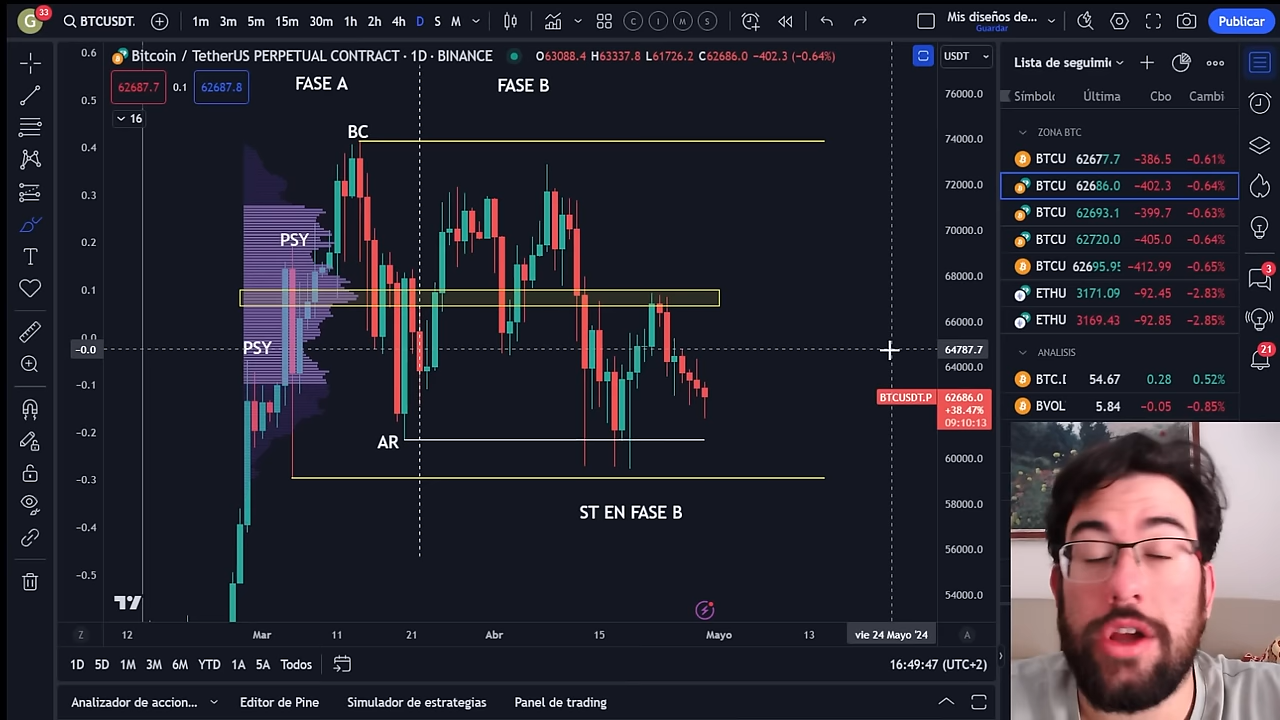 G
33
BTCUSDT.
1m 3m 5m 15m 30m 1h 2h 4h D S M
C I M S
Mis diseños de...
Guardar
Publicar
Bitcoin / TetherUS PERPETUAL CONTRACT · 1D · BINANCE
O63088.4 H63337.8 L61726.2 C62686.0 -402.3 (-0.64%)
USDT
62687.7 0.1 62687.8
16
FASE A
FASE B
BC
PSY
PSY
AR
ST EN FASE B
0.6
0.5
0.4
0.3
0.2
0.1
0.0
-0.0
-0.1
-0.2
-0.3
-0.4
-0.5
76000.0
74000.0
72000.0
70000.0
68000.0
66000.0
64787.7
64000.0
BTCUSDT.P 62686.0
+38.47%
09:10:13
60000.0
58000.0
56000.0
54000.0
Z 12 Mar 11 21 Abr 15 Mayo 13 vie 24 Mayo '24 A
1D 5D 1M 3M 6M YTD 1A 5A Todos
16:49:47 (UTC+2)
Analizador de accion... Editor de Pine Simulador de estrategias Panel de trading
Lista de seguimie
Símbolo Última Cbo Cambi
ZONA BTC
BTCU 62677.7 -386.5 -0.61%
BTCU 62686.0 -402.3 -0.64%
BTCU 62693.1 -399.7 -0.63%
BTCU 62720.0 -405.0 -0.64%
BTCU 62695.95 -412.99 -0.65%
ETHU 3171.09 -92.45 -2.83%
ETHU 3169.43 -92.85 -2.85%
ANALISIS
BTC.D 54.67 0.28 0.52%
BVOL 5.84 -0.05 -0.85%
3
21